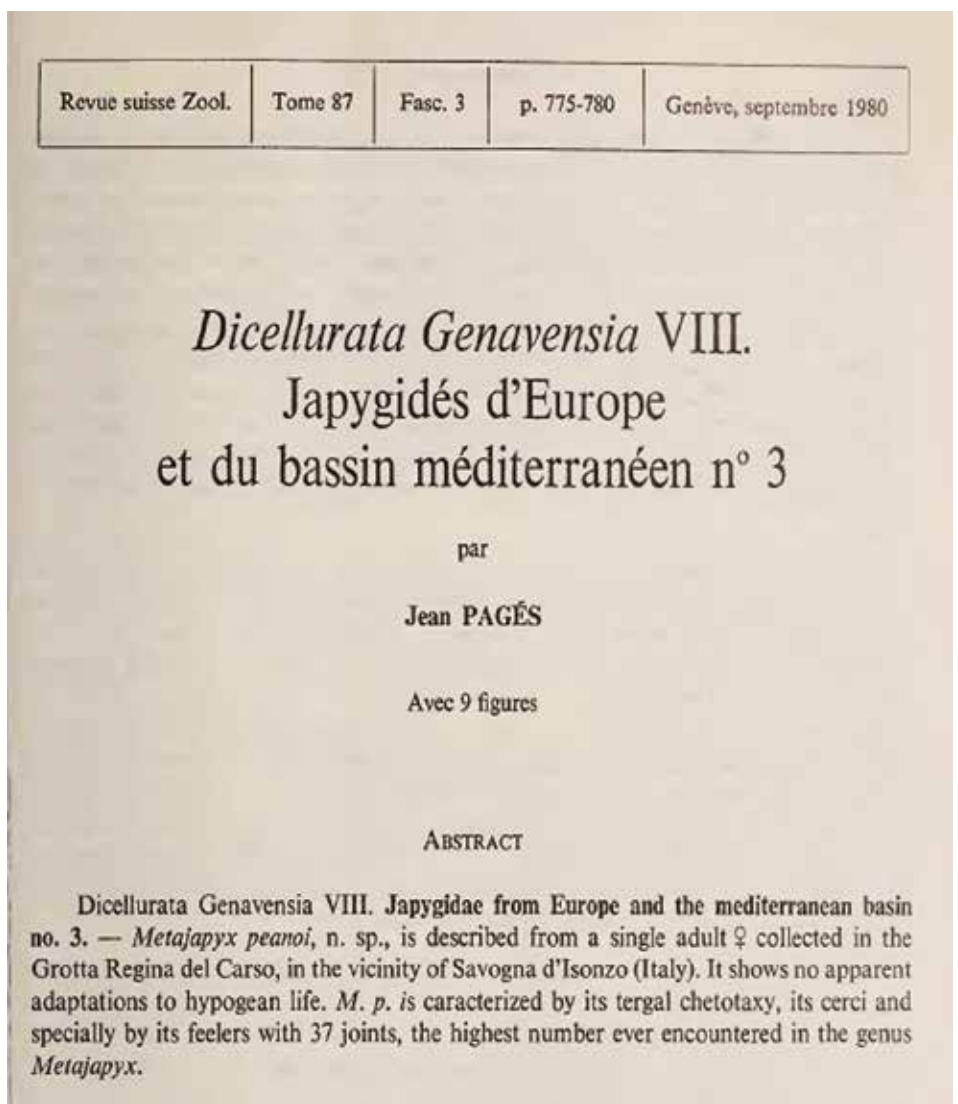 Revue suisse Zool. Tome 87 Fasc. 3 p. 775-780 Genève, septembre 1980
Dicellurata Genavensia VIII.
Japygidés d'Europe
et du bassin méditerranéen n° 3
par
Jean PAGÉS
Avec 9 figures
ABSTRACT
Dicellurata Genavensia VIII. Japygidae from Europe and the mediterranean basin
no. 3. — Metajapyx peanoi, n. sp., is described from a single adult ♀ collected in the
Grotta Regina del Carso, in the vicinity of Savogna d'Isonzo (Italy). It shows no apparent
adaptations to hypogean life. M. p. is caracterized by its tergal chetotaxy, its cerci and
specially by its feelers with 37 joints, the highest number ever encountered in the genus
Metajapyx.